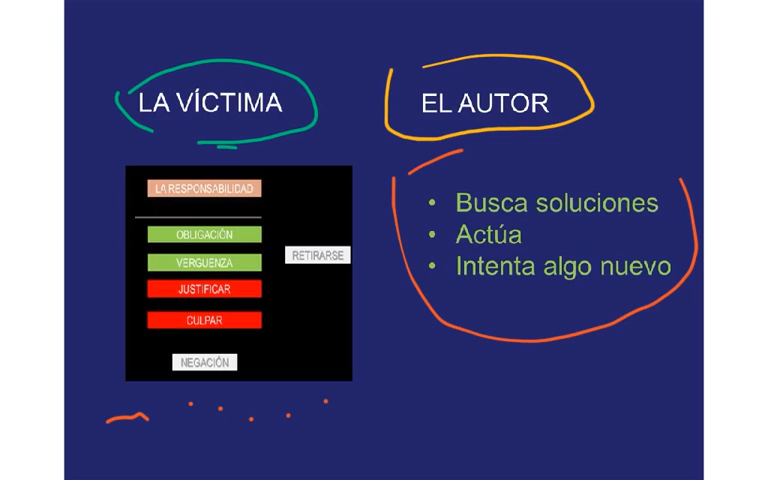 LA VÍCTIMA
EL AUTOR
LA RESPONSABILIDAD
OBLIGACIÓN
VERGUENZA
RETIRARSE
JUSTIFICAR
CULPAR
NEGACIÓN
• Busca soluciones
• Actúa
• Intenta algo nuevo